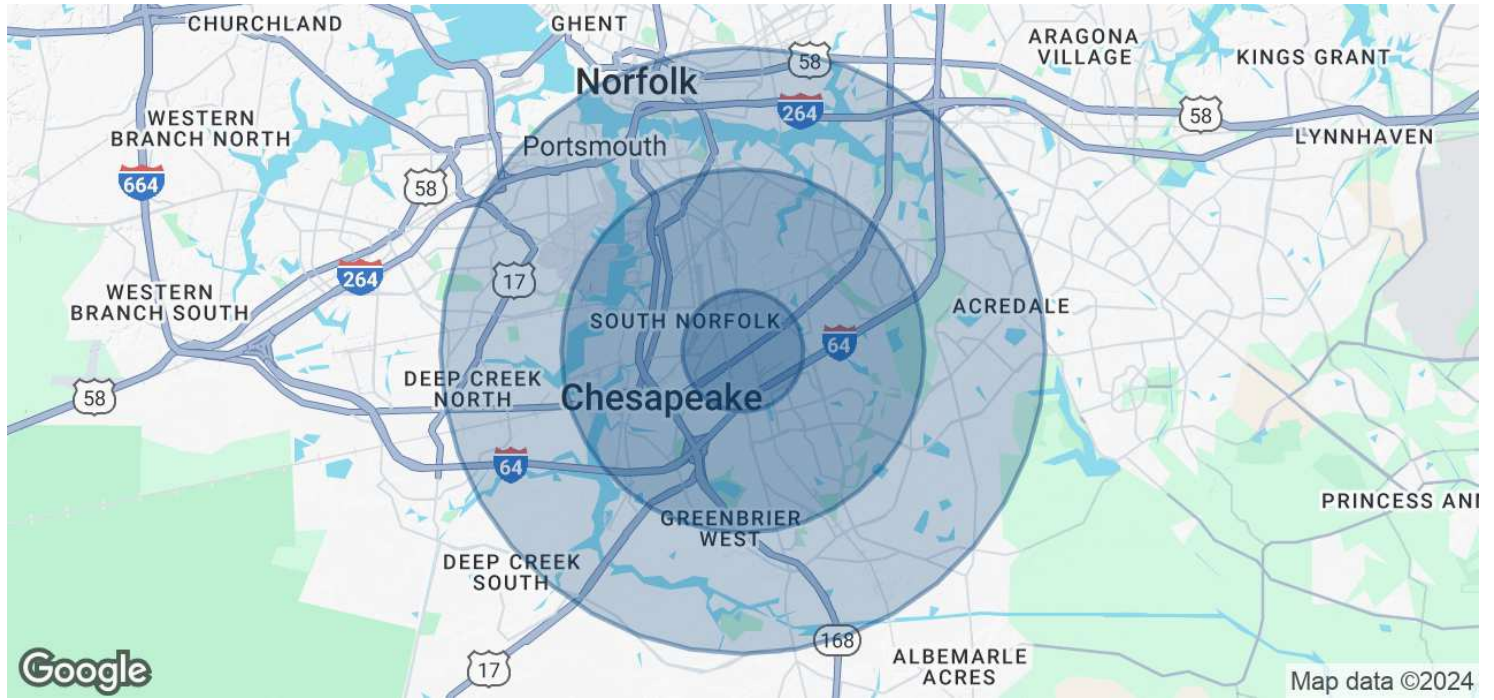 CHURCHLAND
GHENT
58
ARAGONA
VILLAGE
KINGS GRANT
Norfolk
264
58
WESTERN
BRANCH NORTH
LYNNHAVEN
Portsmouth
664
58
264
17
WESTERN
BRANCH SOUTH
SOUTH NORFOLK
ACREDALE
64
DEEP CREEK
NORTH
58
Chesapeake
64
PRINCESS ANN
GREENBRIER
WEST
DEEP CREEK
SOUTH
168
17
ALBEMARLE
ACRES
Google
Map data ©2024